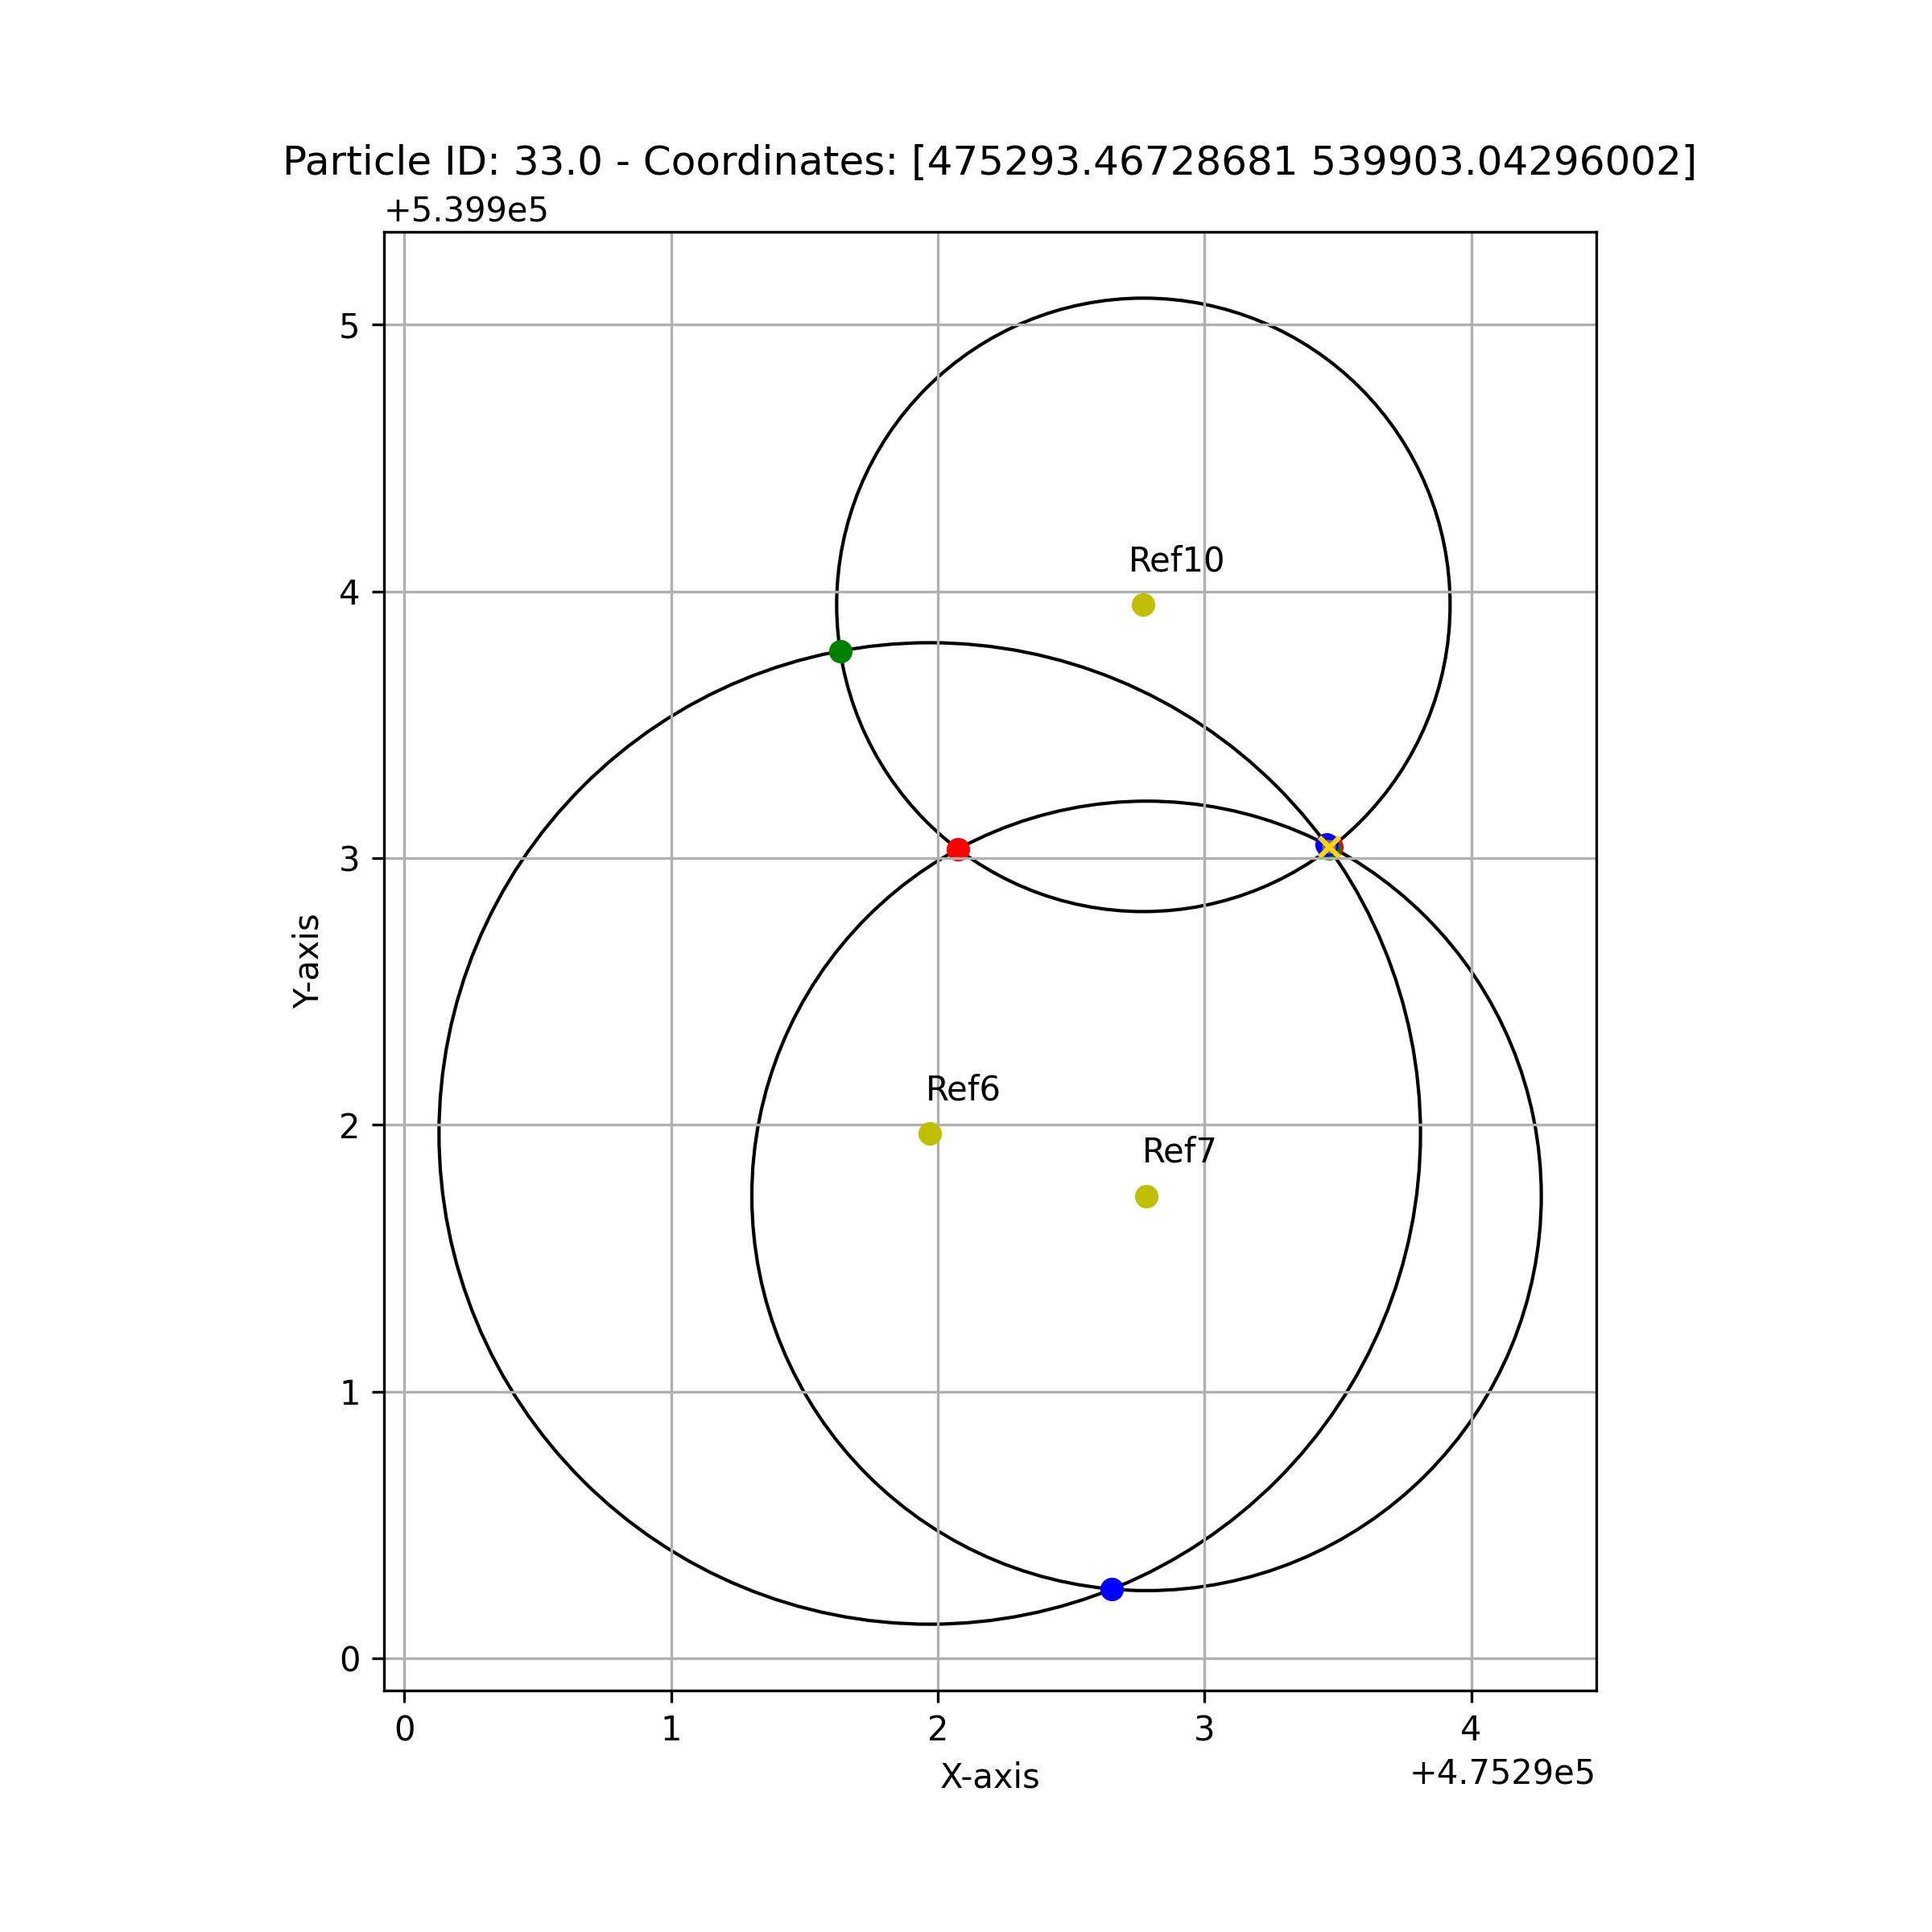 Particle ID: 33.0 - Coordinates: [475293.46728681 539903.04296002]
+5.399e5
5
Ref10
4
3
Y-axis
Ref6
2
Ref7
1
0
0 1 2 3 4
X-axis
+4.7529e5